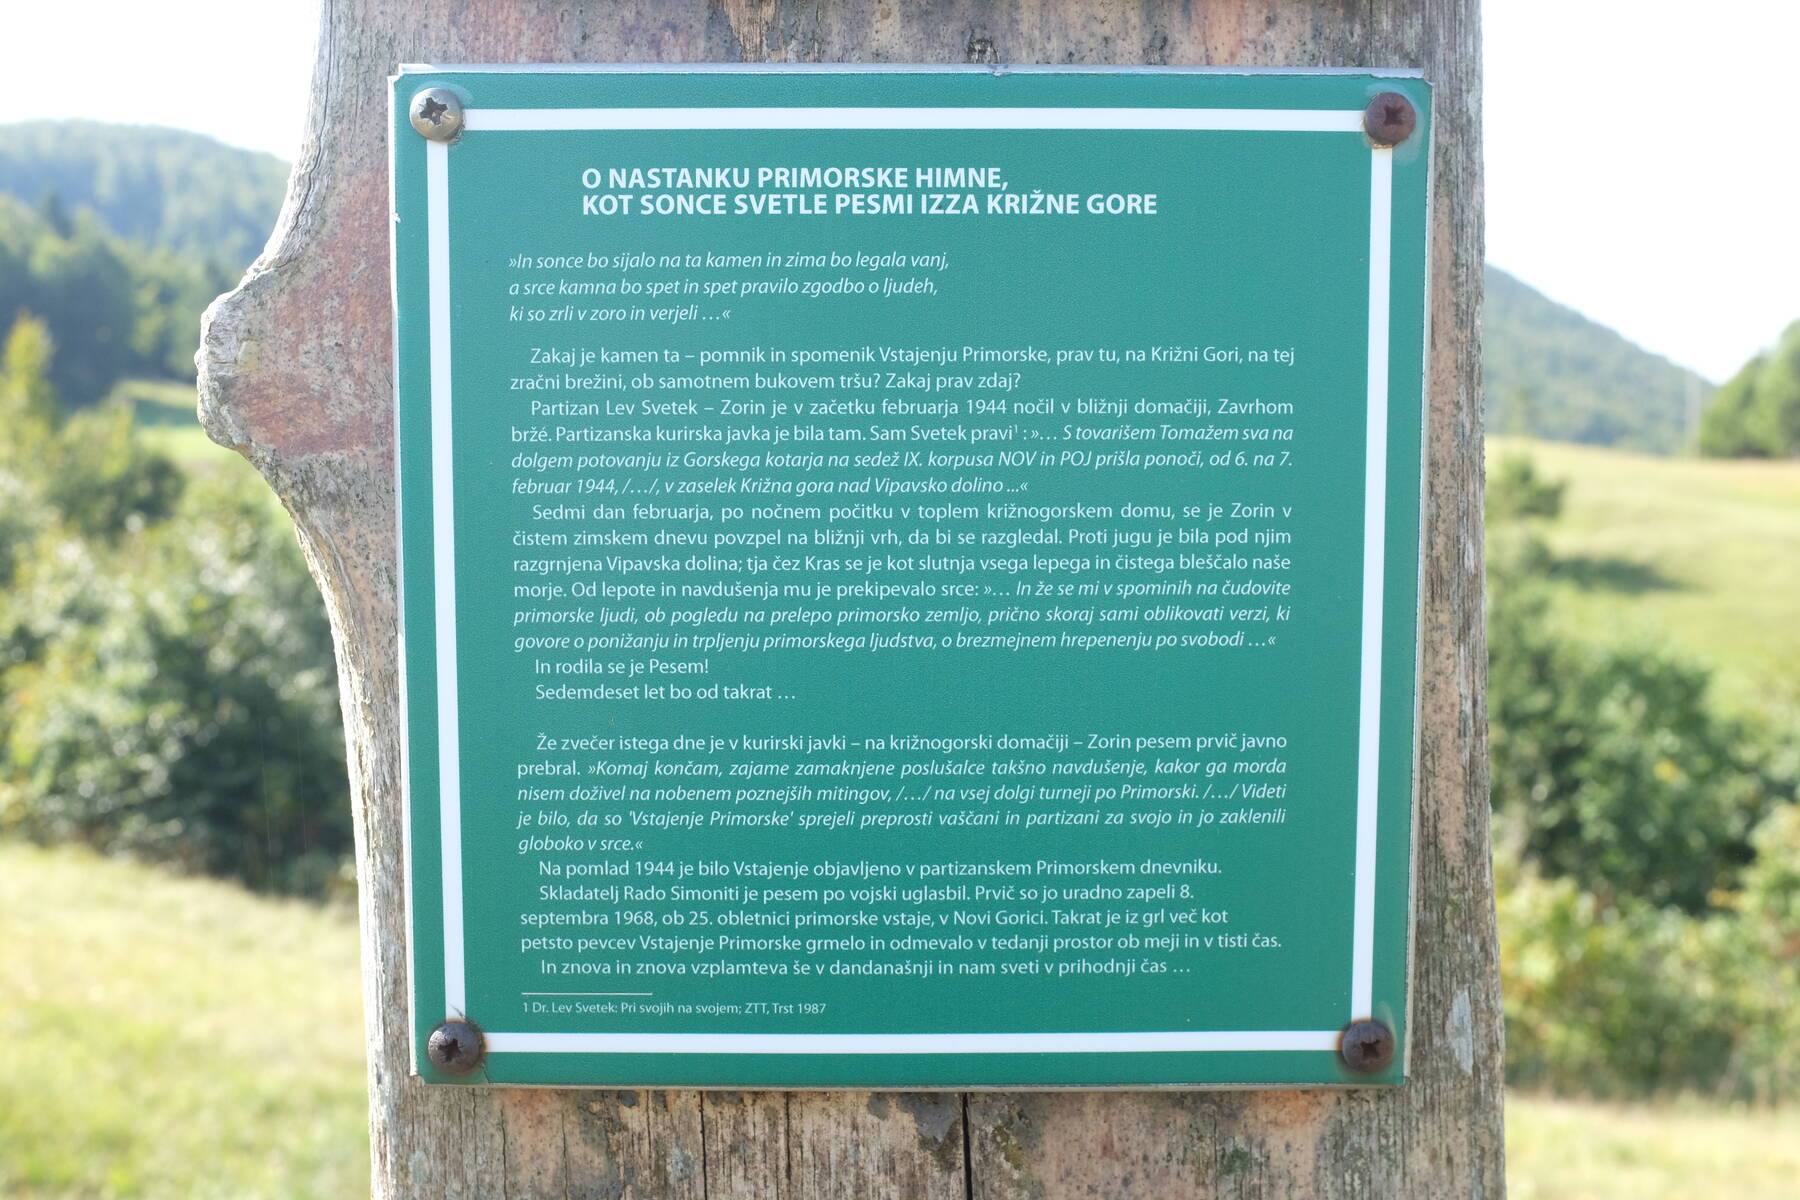 O NASTANKU PRIMORSKE HIMNE,
KOT SONCE SVETLE PESMI IZZA KRIŽNE GORE
»In sonce bo sijalo na ta kamen in zima bo legala vanj,
a srce kamna bo spet in spet pravilo zgodbo o ljudeh,
ki so zrli v zoro in verjeli …«
Zakaj je kamen ta – pomnik in spomenik Vstajenju Primorske, prav tu, na Križni Gori, na tej
zračni brežini, ob samotnem bukovem tršu? Zakaj prav zdaj?
Partizan Lev Svetek – Zorin je v začetku februarja 1944 nočil v bližnji domačiji, Zavrhom
bržé. Partizanska kurirska javka je bila tam. Sam Svetek pravi¹ : »… S tovarišem Tomažem sva na
dolgem potovanju iz Gorskega kotarja na sedež IX. korpusa NOV in POJ prišla ponoči, od 6. na 7.
februar 1944, /…/, v zaselek Križna gora nad Vipavsko dolino ...«
Sedmi dan februarja, po nočnem počitku v toplem križnogorskem domu, se je Zorin v
čistem zimskem dnevu povzpel na bližnji vrh, da bi se razgledal. Proti jugu je bila pod njim
razgrnjena Vipavska dolina; tja čez Kras se je kot slutnja vsega lepega in čistega bleščalo naše
morje. Od lepote in navdušenja mu je prekipevalo srce: »… In že se mi v spominih na čudovite
primorske ljudi, ob pogledu na prelepo primorsko zemljo, prično skoraj sami oblikovati verzi, ki
govore o ponižanju in trpljenju primorskega ljudstva, o brezmejnem hrepenenju po svobodi …«
In rodila se je Pesem!
Sedemdeset let bo od takrat …
Že zvečer istega dne je v kurirski javki – na križnogorski domačiji – Zorin pesem prvič javno
prebral. »Komaj končam, zajame zamaknjene poslušalce takšno navdušenje, kakor ga morda
nisem doživel na nobenem poznejših mitingov, /…/ na vsej dolgi turneji po Primorski. /…/ Videti
je bilo, da so 'Vstajenje Primorske' sprejeli preprosti vaščani in partizani za svojo in jo zaklenili
globoko v srce.«
Na pomlad 1944 je bilo Vstajenje objavljeno v partizanskem Primorskem dnevniku.
Skladatelj Rado Simoniti je pesem po vojski uglasbil. Prvič so jo uradno zapeli 8.
septembra 1968, ob 25. obletnici primorske vstaje, v Novi Gorici. Takrat je iz grl več kot
petsto pevcev Vstajenje Primorske grmelo in odmevalo v tedanji prostor ob meji in v tisti čas.
In znova in znova vzplamteva še v dandanašnji in nam sveti v prihodnji čas …
1 Dr. Lev Svetek: Pri svojih na svojem; ZTT, Trst 1987